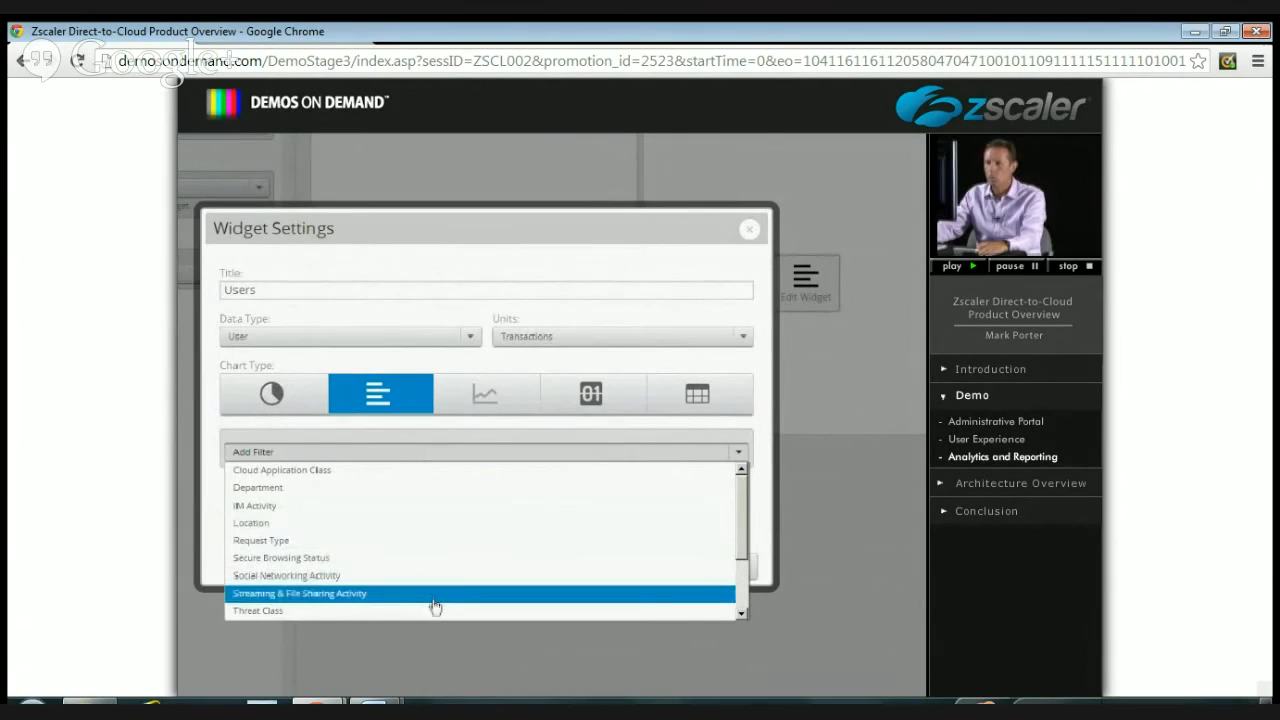 Zscaler Direct-to-Cloud Product Overview - Google Chrome
Google+
demosondemand.com/DemoStage3/index.asp?sessID=ZSCL002&promotion_id=2523&startTime=0&eo=
DEMOS ON DEMAND™
zscaler
Widget Settings
Title:
Users
Data Type:
Units:
User
Transactions
Chart Type:
01
Add Filter
Cloud Application Class
Department
IM Activity
Location
Request Type
Secure Browsing Status
Social Networking Activity
Streaming & File Sharing Activity
Threat Class
Edit Widget
play
pause
stop
Zscaler Direct-to-Cloud
Product Overview
Mark Porter
Introduction
Demo
- Administrative Portal
- User Experience
- Analytics and Reporting
Architecture Overview
Conclusion